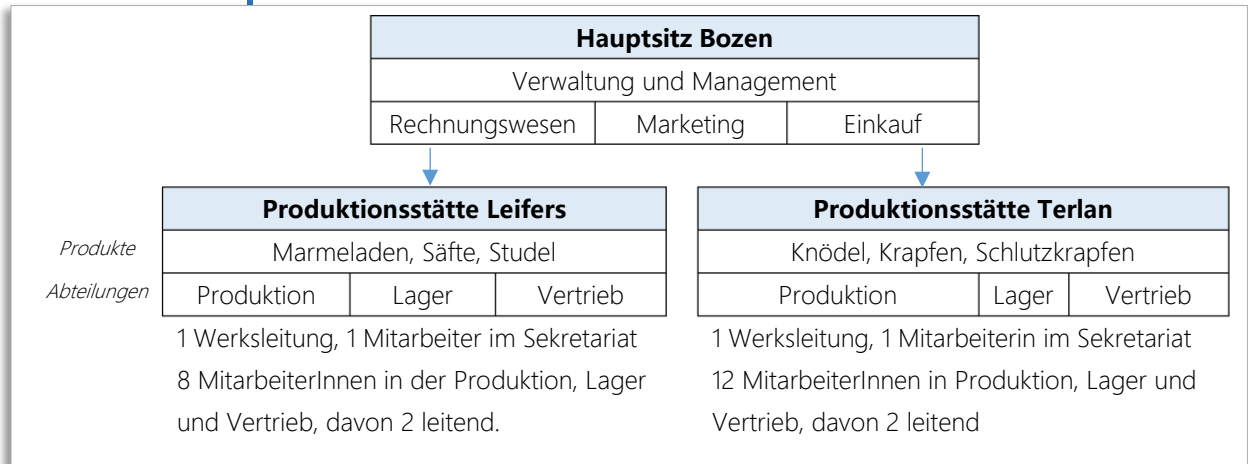 Hauptsitz Bozen
Verwaltung und Management
Rechnungswesen Marketing Einkauf
Produktionsstätte Leifers Produktionsstätte Terlan
Produkte Marmeladen, Säfte, Studel Knödel, Krapfen, Schlutzkrapfen
Abteilungen Produktion Lager Vertrieb Produktion Lager Vertrieb
1 Werksleitung, 1 Mitarbeiter im Sekretariat
8 MitarbeiterInnen in der Produktion, Lager
und Vertrieb, davon 2 leitend.
1 Werksleitung, 1 Mitarbeiterin im Sekretariat
12 MitarbeiterInnen in Produktion, Lager und
Vertrieb, davon 2 leitend